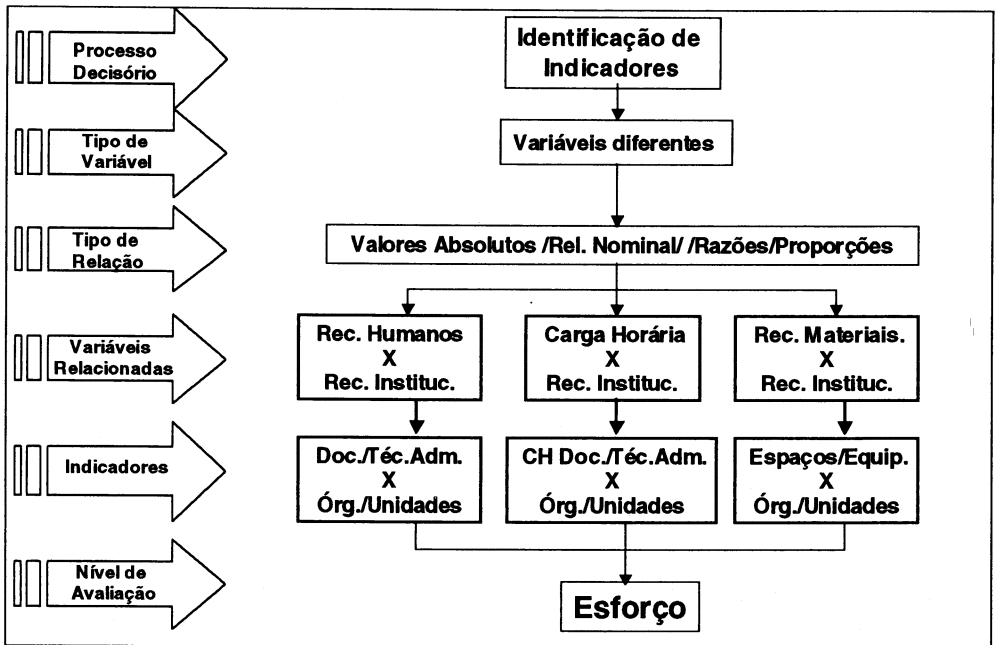 Processo
Decisório
Identificação de
Indicadores
Tipo de
Variável
Variáveis diferentes
Tipo de
Relação
Valores Absolutos /Rel. Nominal/ /Razões/Proporções
Variáveis
Relacionadas
Rec. Humanos
X
Rec. Instituc.
Carga Horária
X
Rec. Instituc.
Rec. Materiais.
X
Rec. Instituc.
Indicadores
Doc./Téc.Adm.
X
Órg./Unidades
CH Doc./Téc.Adm.
X
Órg./Unidades
Espaços/Equip.
X
Órg./Unidades
Nível de
Avaliação
Esforço